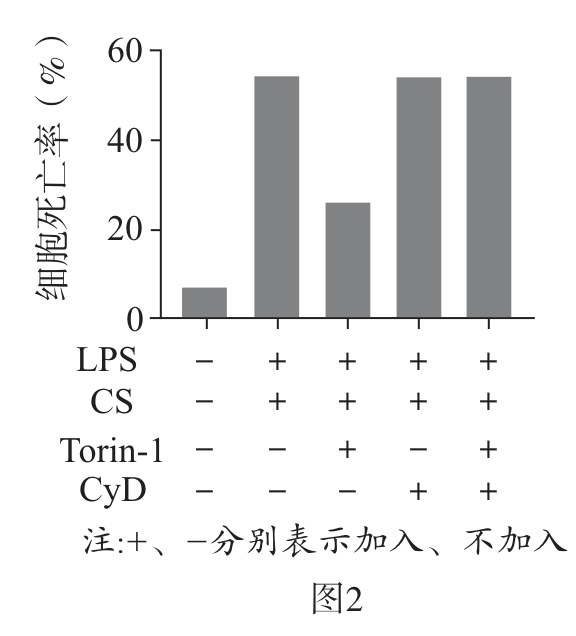 细胞死亡率（%）
60
40
20
0
LPS － ＋ ＋ ＋ ＋
CS － ＋ ＋ ＋ ＋
Torin-1 － － ＋ － ＋
CyD － － － ＋ ＋
注:+、−分别表示加入、不加入
图2